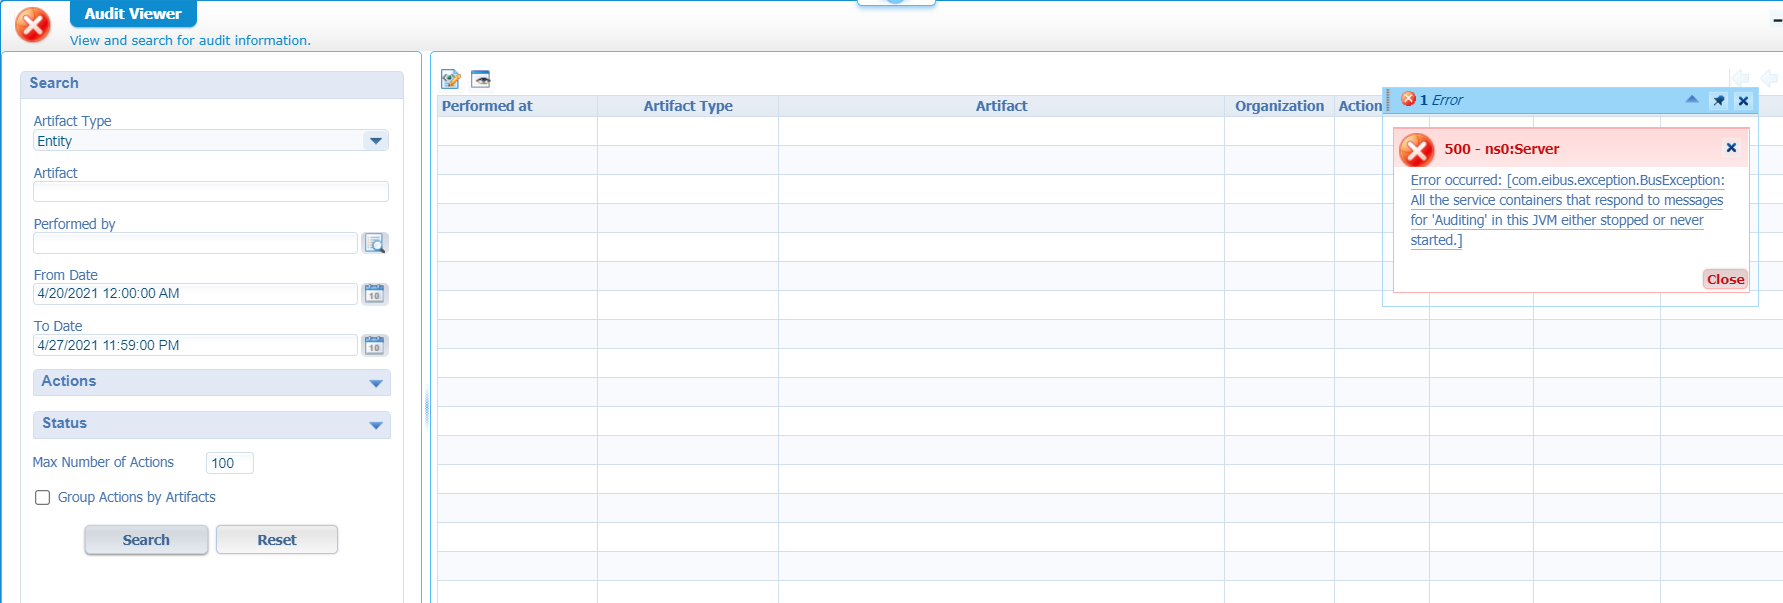 Audit Viewer
View and search for audit information.
Search
Artifact Type
Entity
Artifact
Performed by
From Date
4/20/2021 12:00:00 AM
10
To Date
4/27/2021 11:59:00 PM
10
Actions
Status
Max Number of Actions
100
Group Actions by Artifacts
Search
Reset
Performed at
Artifact Type
Artifact
Organization
Action
1 Error
500 - ns0:Server
Error occurred: [com.eibus.exception.BusException:
All the service containers that respond to messages
for 'Auditing' in this JVM either stopped or never
started.]
Close